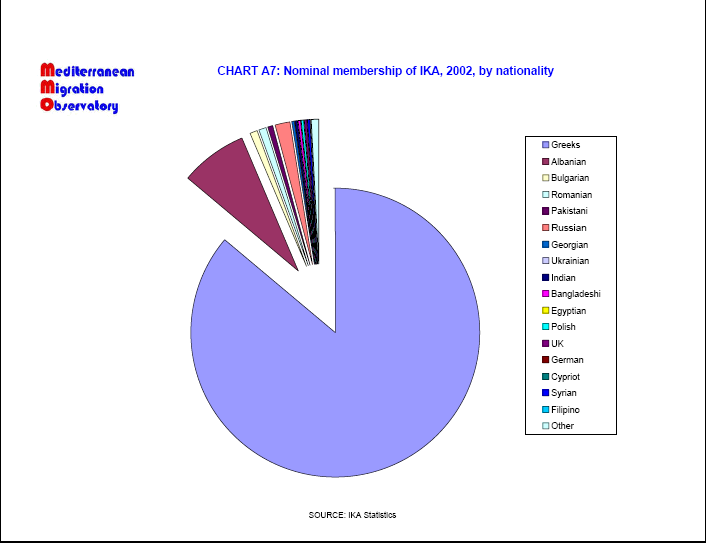 Mediterranean
Migration
Observatory
CHART A7: Nominal membership of IKA, 2002, by nationality
Greeks
Albanian
Bulgarian
Romanian
Pakistani
Russian
Georgian
Ukrainian
Indian
Bangladeshi
Egyptian
Polish
UK
German
Cypriot
Syrian
Filipino
Other
SOURCE: IKA Statistics